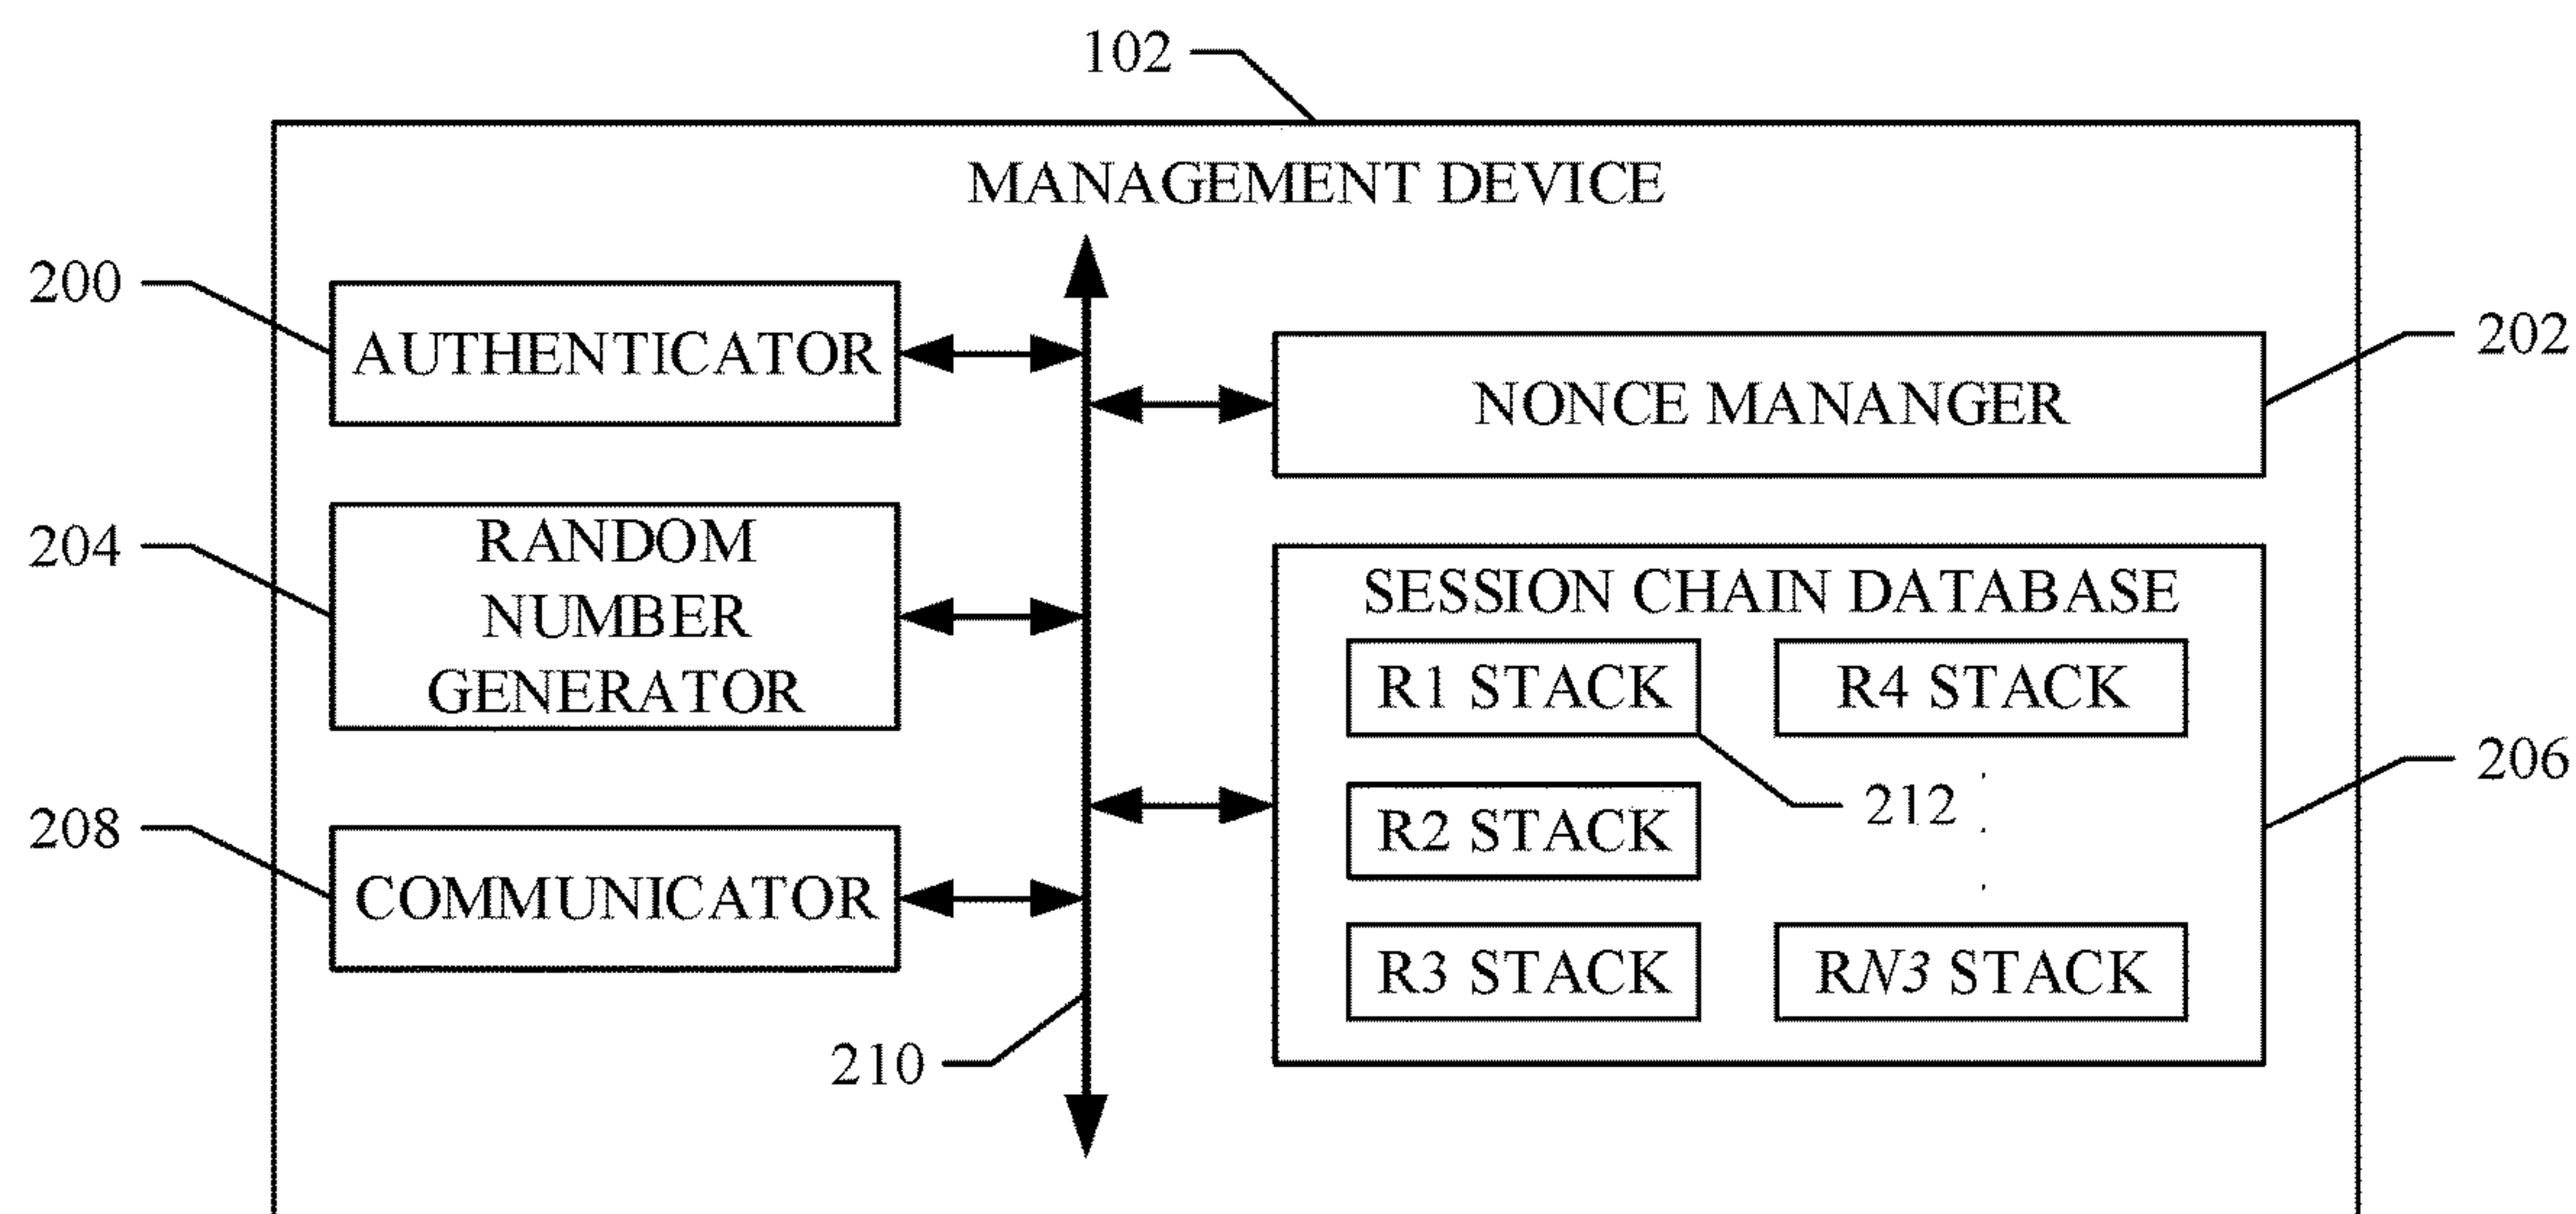 102
MANAGEMENT DEVICE
200
AUTHENTICATOR
202
NONCE MANANGER
204
RANDOM
NUMBER
GENERATOR
SESSION CHAIN DATABASE
R1 STACK
R4 STACK
206
212
R2 STACK
208
COMMUNICATOR
R3 STACK
RN3 STACK
210